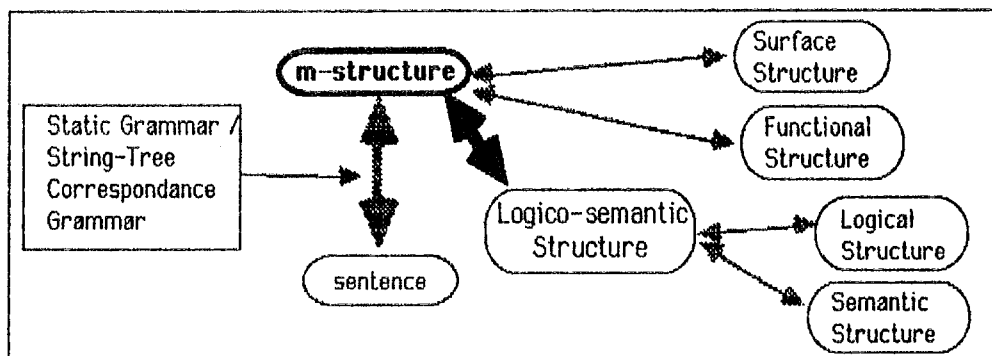 m-structure
Surface
Structure
Static Grammar /
String-Tree
Correspondance
Grammar
Functional
Structure
Logico-semantic
Structure
Logical
Structure
sentence
Semantic
Structure